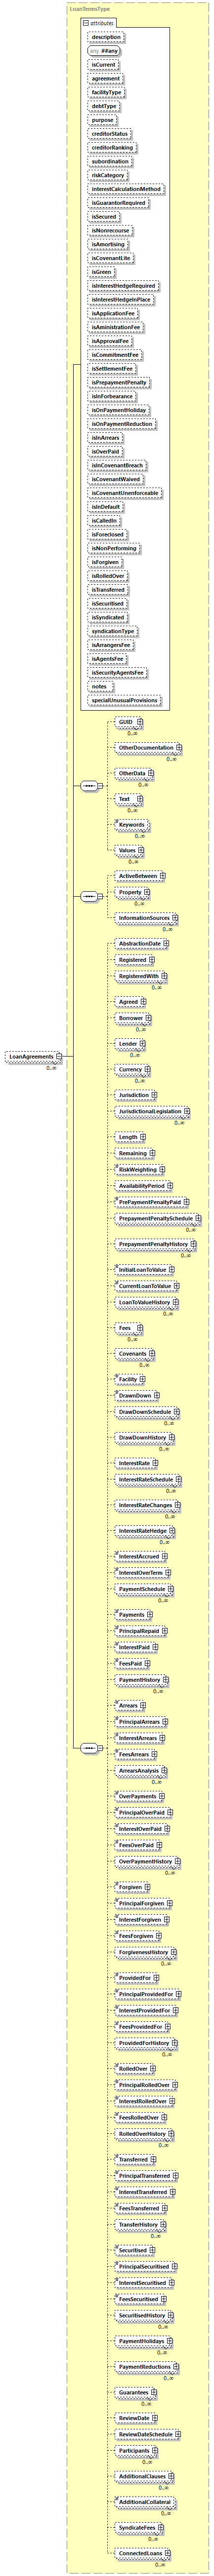 LoanTermsType
attributes
description
any ##any
isCurrent
agreement
facilityType
debtType
purpose
creditorStatus
creditorRanking
subordination
riskCategory
interestCalculationMethod
isGuarantorRequired
isSecured
isNonrecourse
isAmortising
isCovenantLite
isGreen
isInterestHedgeRequired
isInterestHedgeInPlace
isApplicationFee
isAministrationFee
isApprovalFee
isCommitmentFee
isSettlementFee
isPrepaymentPenalty
isInForbearance
isOnPaymentHoliday
isOnPaymentReduction
isInArrears
isOverPaid
isInCovenantBreach
isCovenantWaived
isCovenantUnenforceable
isInDefault
isCalledIn
isForeclosed
isNonPerforming
isForgiven
isRolledOver
isTransferred
isSecuritised
isSyndicated
syndicationType
isArrangersFee
isAgentsFee
isSecurityAgentsFee
notes
specialUnusualProvisions
GUID
0..∞
OtherDocumentation
0..∞
OtherData
0..∞
Text
0..∞
Keywords
0..∞
Values
0..∞
ActiveBetween
Property
0..∞
InformationSources
0..∞
AbstractionDate
Registered
RegisteredWith
0..∞
Agreed
Borrower
0..∞
Lender
0..∞
Currency
0..∞
Jurisdiction
JurisdictionalLegislation
0..∞
LoanAgreements
0..∞
Length
Remaining
RiskWeighting
AvailabilityPeriod
PrePaymentPenaltyPaid
PrepaymentPenaltySchedule
0..∞
PrepaymentPenaltyHistory
0..∞
InitialLoanToValue
CurrentLoanToValue
LoanToValueHistory
0..∞
Fees
0..∞
Covenants
0..∞
Facility
DrawnDown
DrawDownSchedule
0..∞
DrawDownHistory
0..∞
InterestRate
InterestRateSchedule
0..∞
InterestRateChanges
0..∞
InterestRateHedge
0..∞
InterestAccrued
InterestOverTerm
PaymentSchedule
0..∞
Payments
PrincipalRepaid
InterestPaid
FeesPaid
PaymentHistory
0..∞
Arrears
PrincipalArrears
InterestArrears
FeesArrears
ArrearsAnalysis
0..∞
OverPayments
PrincipalOverPaid
InterestOverPaid
FeesOverPaid
OverPaymentHistory
0..∞
Forgiven
PrincipalForgiven
InterestForgiven
FeesForgiven
ForgivenessHistory
0..∞
ProvidedFor
PrincipalProvidedFor
InterestProvidedFor
FeesProvidedFor
ProvidedForHistory
0..∞
RolledOver
PrincipalRolledOver
InterestRolledOver
FeesRolledOver
RolledOverHistory
0..∞
Transferred
PrincipalTransferred
InterestTransferred
FeesTransferred
TransferHistory
0..∞
Securitised
PrincipalSecuritised
InterestSecuritised
FeesSecuritised
SecuritisedHistory
0..∞
PaymentHolidays
0..∞
PaymentReductions
0..∞
Guarantees
0..∞
ReviewDate
ReviewDateSchedule
Participants
0..∞
AdditionalClauses
0..∞
AdditionalCollateral
0..∞
SyndicateFees
0..∞
ConnectedLoans
0..∞